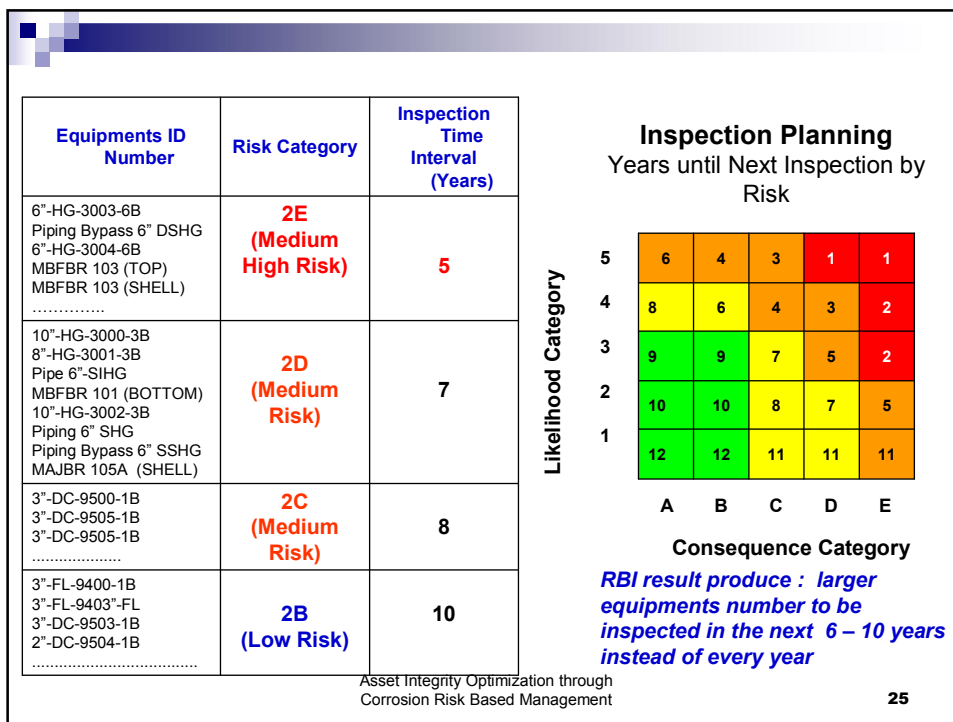 Equipments ID
Number
Risk Category
Inspection
Time
Interval
(Years)
6”-HG-3003-6B
Piping Bypass 6” DSHG
6”-HG-3004-6B
MBFBR 103 (TOP)
MBFBR 103 (SHELL)
…………..
2E
(Medium
High Risk)
5
10”-HG-3000-3B
8”-HG-3001-3B
Pipe 6”-SIHG
MBFBR 101 (BOTTOM)
10”-HG-3002-3B
Piping 6” SHG
Piping Bypass 6” SSHG
MAJBR 105A (SHELL)
2D
(Medium
Risk)
7
3”-DC-9500-1B
3”-DC-9505-1B
3”-DC-9505-1B
.....................
2C
(Medium
Risk)
8
3”-FL-9400-1B
3”-FL-9403”-FL
3”-DC-9503-1B
2”-DC-9504-1B
.....................................
2B
(Low Risk)
10
Inspection Planning
Years until Next Inspection by
Risk
Likelihood Category
5 6 4 3 1 1
4 8 6 4 3 2
3 9 9 7 5 2
2 10 10 8 7 5
1 12 12 11 11 11
A B C D E
Consequence Category
RBI result produce : larger
equipments number to be
inspected in the next 6 – 10 years
instead of every year
Asset Integrity Optimization through
Corrosion Risk Based Management
25